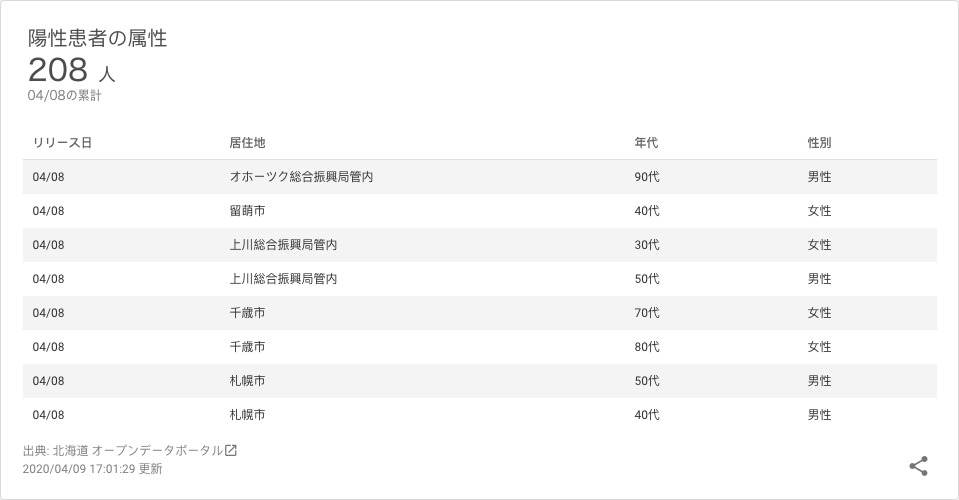 陽性患者の属性
208 人
04/08の累計
リリース日 居住地 年代 性別
04/08 オホーツク総合振興局管内 90代 男性
04/08 留萌市 40代 女性
04/08 上川総合振興局管内 30代 女性
04/08 上川総合振興局管内 50代 男性
04/08 千歳市 70代 女性
04/08 千歳市 80代 女性
04/08 札幌市 50代 男性
04/08 札幌市 40代 男性
出典: 北海道 オープンデータポータル
2020/04/09 17:01:29 更新